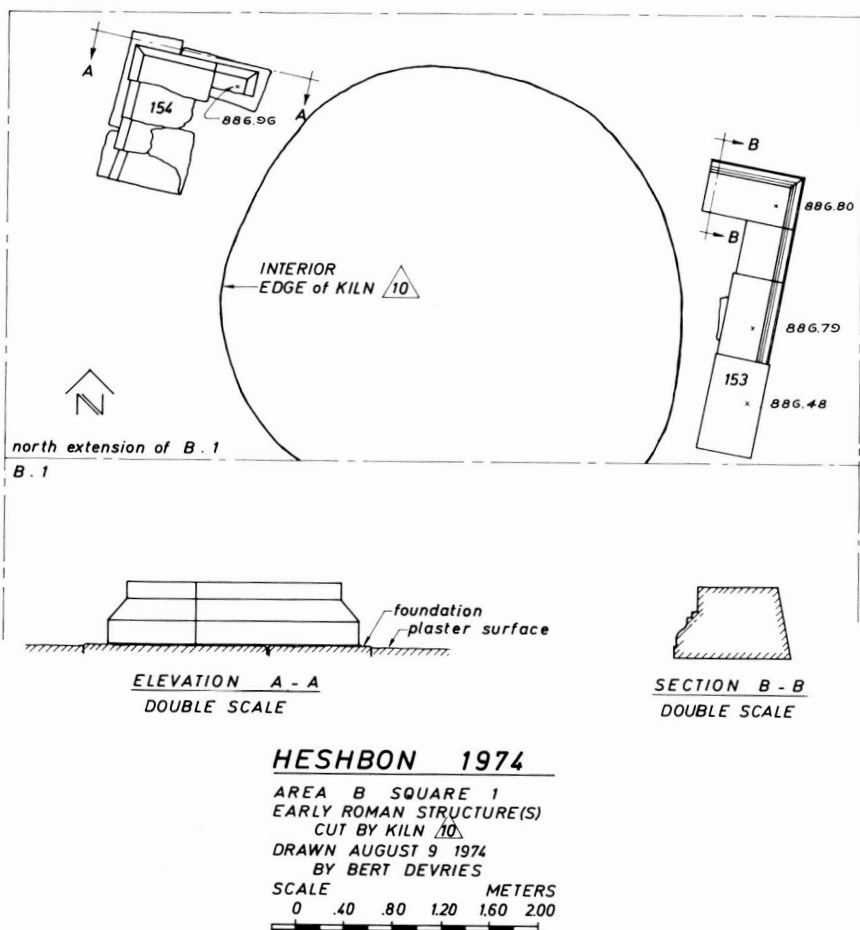 A
A
154
886.96
B
886.80
B
INTERIOR
EDGE of KILN 10
886.79
153
886.48
N
north extension of B.1
B.1
foundation
plaster surface
ELEVATION A - A
DOUBLE SCALE
SECTION B - B
DOUBLE SCALE
HESHBON 1974
AREA B SQUARE 1
EARLY ROMAN STRUCTURE(S)
CUT BY KILN 10
DRAWN AUGUST 9 1974
BY BERT DEVRIES
SCALE METERS
0 .40 .80 1.20 1.60 2.00